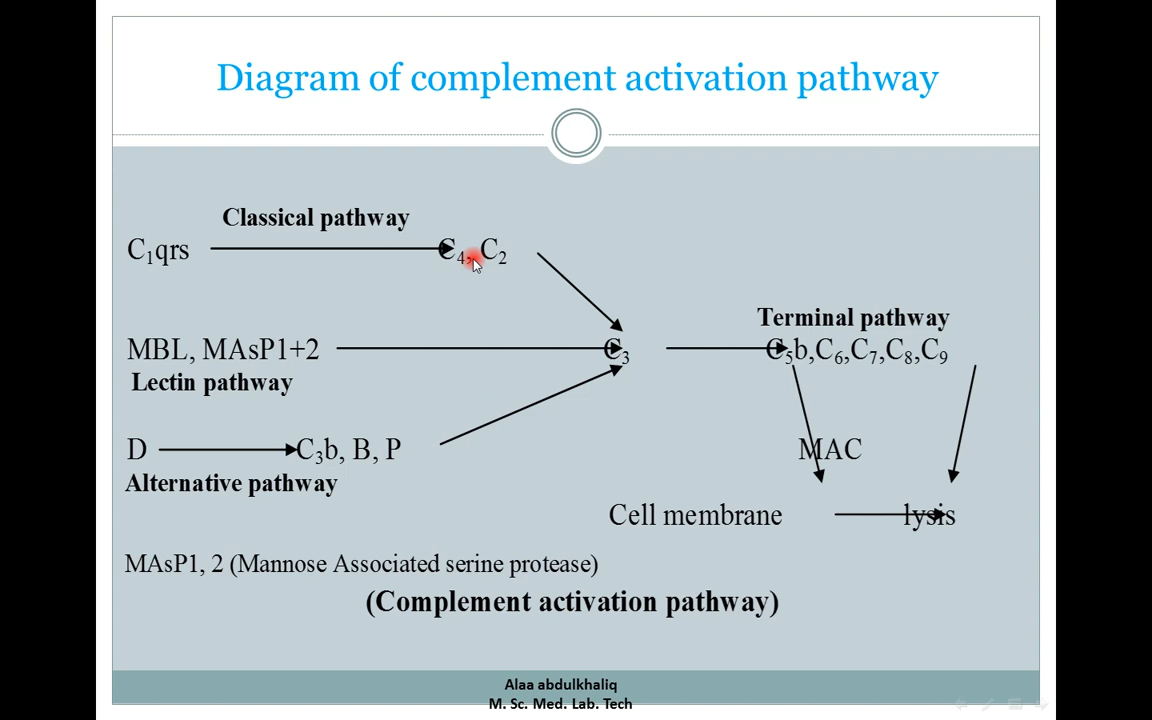 Diagram of complement activation pathway
Classical pathway
C₁qrs C₄, C₂
Terminal pathway
MBL, MAsP1+2 C₃ C₅b,C₆,C₇,C₈,C₉
Lectin pathway
D C₃b, B, P MAC
Alternative pathway
Cell membrane lysis
MAsP1, 2 (Mannose Associated serine protease)
(Complement activation pathway)
Alaa abdulkhaliq
M. Sc. Med. Lab. Tech